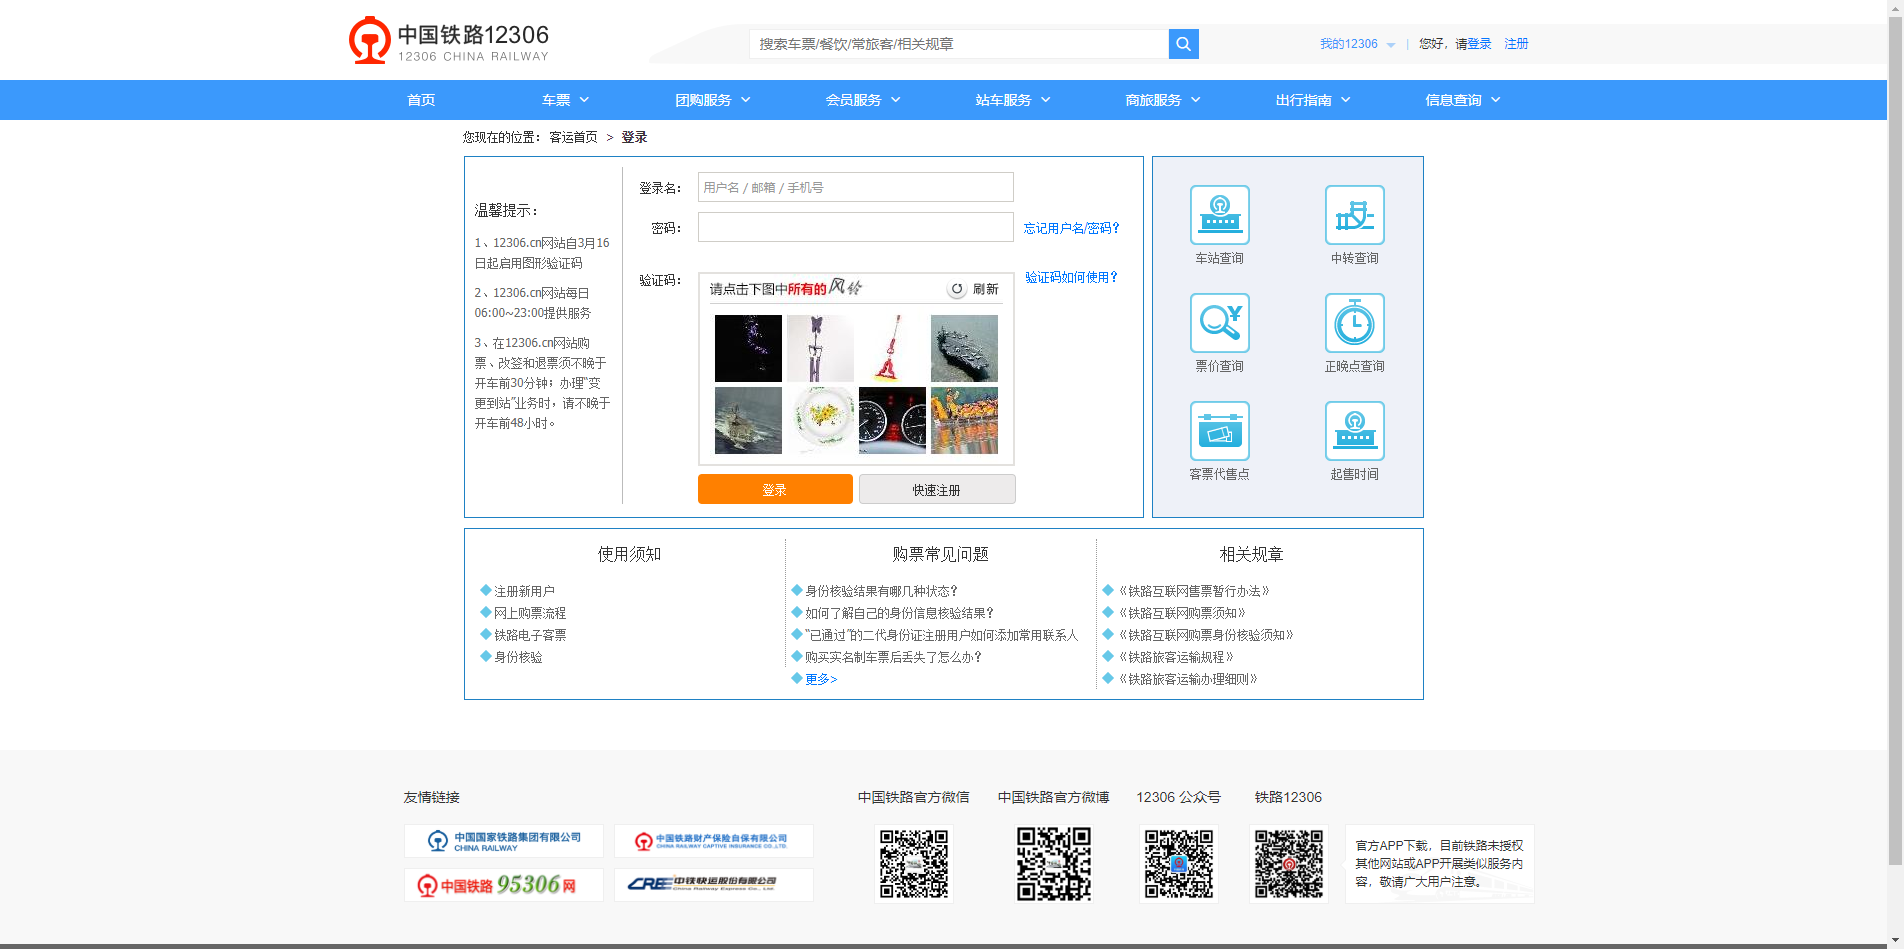 中国铁路12306
12306 CHINA RAILWAY
搜索车票/餐饮/常旅客/相关规章
我的12306 | 您好，请登录 注册
首页 车票 团购服务 会员服务 站车服务 商旅服务 出行指南 信息查询
您现在的位置：客运首页 > 登录
温馨提示：
1、12306.cn网站自3月16
日起启用图形验证码
2、12306.cn网站每日
06:00~23:00提供服务
3、在12306.cn网站购
票、改签和退票须不晚于
开车前30分钟；办理“变
更到站”业务时，请不晚于
开车前48小时。
登录名： 用户名 / 邮箱 / 手机号
密码： 忘记用户名/密码?
验证码： 验证码如何使用?
请点击下图中所有的风铃 刷新
登录 快速注册
车站查询 中转查询
票价查询 正晚点查询
客票代售点 起售时间
使用须知
注册新用户
网上购票流程
铁路电子客票
身份核验
购票常见问题
身份核验结果有哪几种状态?
如何了解自己的身份信息核验结果?
“已通过”的二代身份证注册用户如何添加常用联系人
购买实名制车票后丢失了怎么办?
更多>
相关规章
《铁路互联网售票暂行办法》
《铁路互联网购票须知》
《铁路互联网购票身份核验须知》
《铁路旅客运输规程》
《铁路旅客运输办理细则》
友情链接
中国国家铁路集团有限公司
CHINA RAILWAY
中国铁路财产保险自保有限公司
CHINA RAILWAY CAPTIVE INSURANCE CO.,LTD.
中国铁路 95306 网
CRE 中铁快运股份有限公司
China Railway Express Co., Ltd.
中国铁路官方微信 中国铁路官方微博 12306 公众号 铁路12306
官方APP下载，目前铁路未授权
其他网站或APP开展类似服务内
容，敬请广大用户注意。